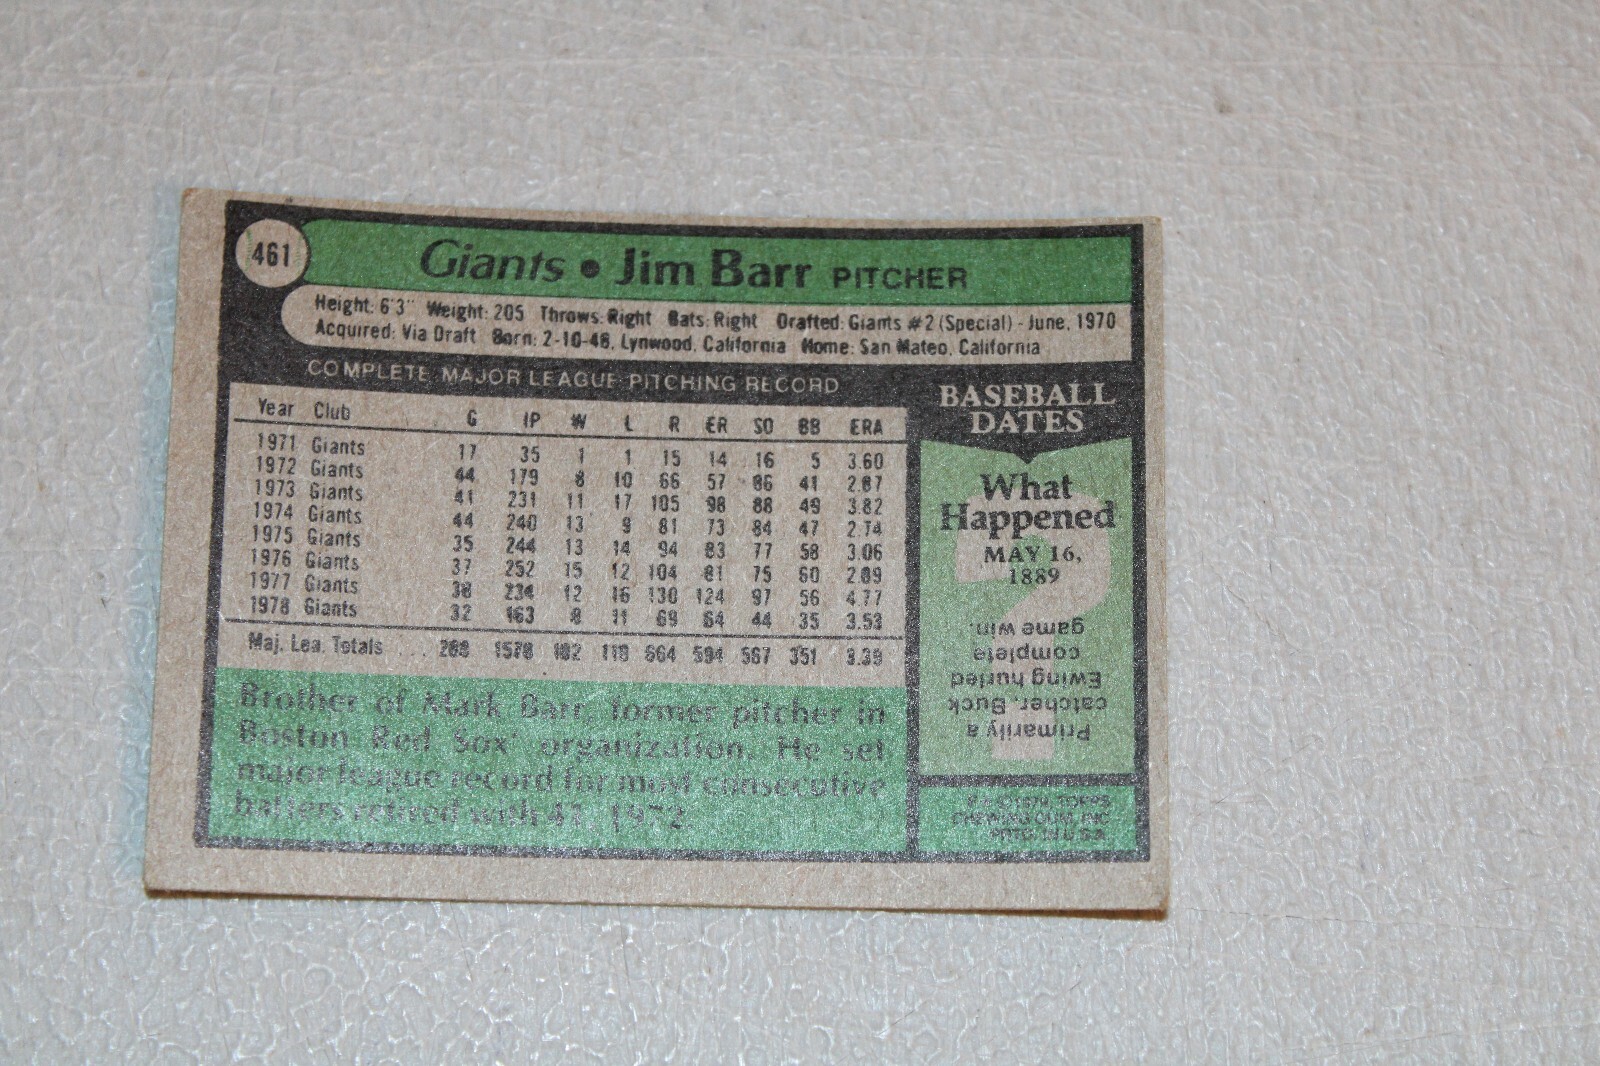 461
Giants • Jim Barr PITCHER
Height: 6'3" Weight: 205 Throws: Right Bats: Right Drafted: Giants #2 (Special) - June, 1970
Acquired: Via Draft Born: 2-10-48, Lynwood, California Home: San Mateo, California
COMPLETE MAJOR LEAGUE PITCHING RECORD
Year Club G IP W L R ER SO BB ERA
1971 Giants 17 35 1 1 15 14 16 5 3.60
1972 Giants 44 179 8 10 66 57 86 41 2.87
1973 Giants 41 231 11 17 105 98 88 49 3.82
1974 Giants 44 240 13 9 81 73 84 47 2.74
1975 Giants 35 244 13 14 94 83 77 58 3.06
1976 Giants 37 252 15 12 104 81 75 60 2.89
1977 Giants 38 234 12 16 130 124 97 56 4.77
1978 Giants 32 163 8 11 69 64 44 35 3.53
Maj. Lea. Totals ... 288 1578 102 118 664 594 567 351 3.39
Brother of Mark Barr, former pitcher in
Boston Red Sox' organization. He set
major league record for most consecutive
batters retired with 41, 1972.
BASEBALL
DATES
What
Happened
MAY 16,
1889
Primarily a
catcher, Buck
Ewing hurled
complete
game win.
©1979, TOPPS
CHEWING GUM, INC.
PRTD. IN U.S.A.